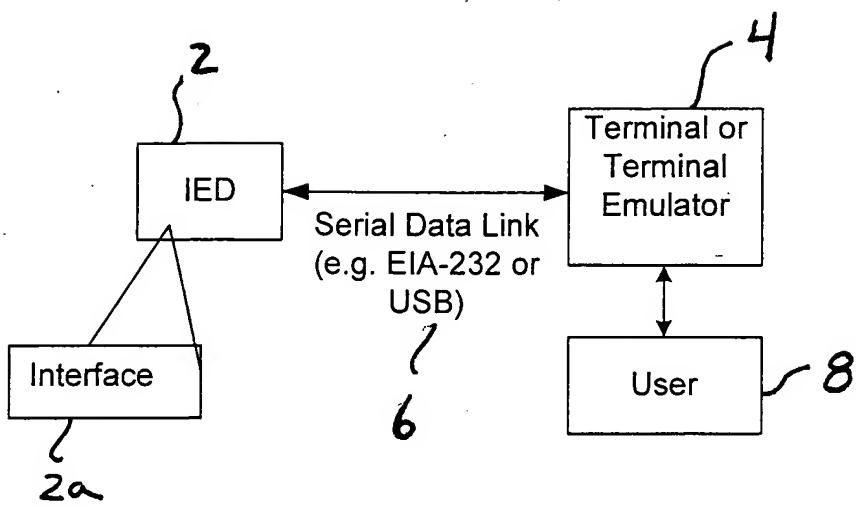 2
4
IED
Terminal or
Terminal
Emulator
Serial Data Link
(e.g. EIA-232 or
USB)
Interface
User
8
6
2a